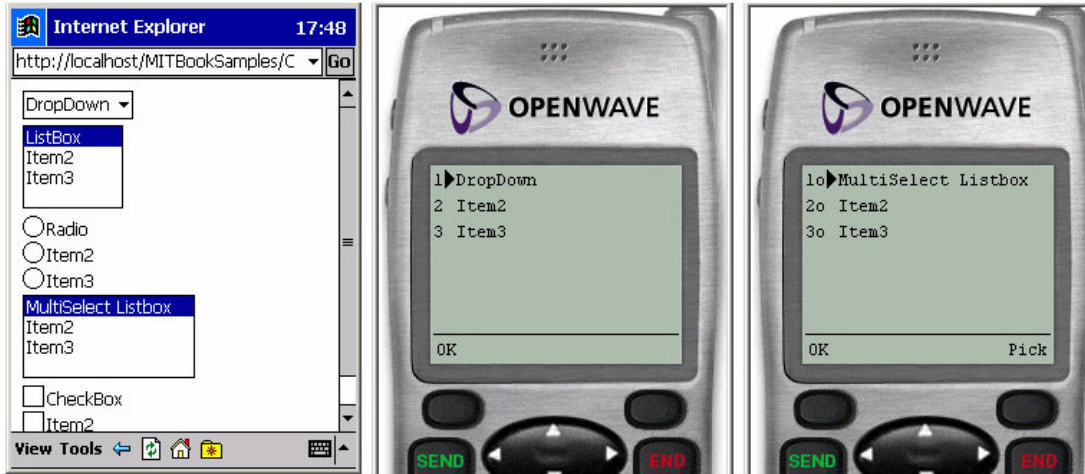 Internet Explorer 17:48
http://localhost/MITBookSamples/C Go
DropDown
ListBox
Item2
Item3
Radio
Item2
Item3
MultiSelect Listbox
Item2
Item3
CheckBox
Item2
View Tools
OPENWAVE
1 DropDown
2 Item2
3 Item3
OK
SEND END
OPENWAVE
1o MultiSelect Listbox
2o Item2
3o Item3
OK Pick
SEND END